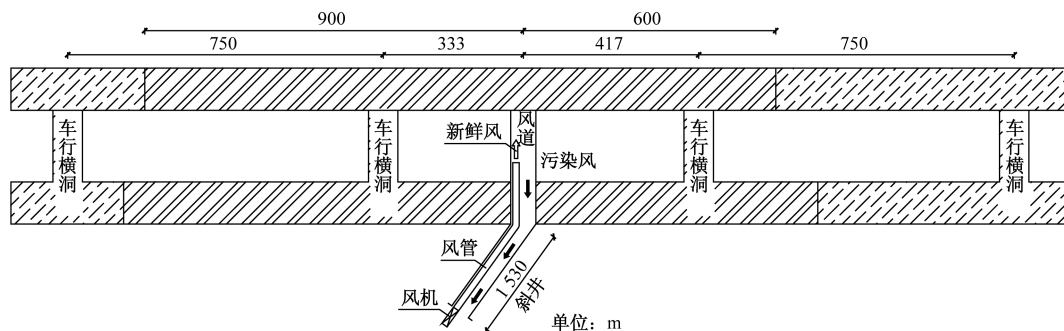 900
600
750
333
417
750
车行横洞
车行横洞
新鲜风
风道
污染风
车行横洞
车行横洞
风管
风机
1 530
斜井
单位：m